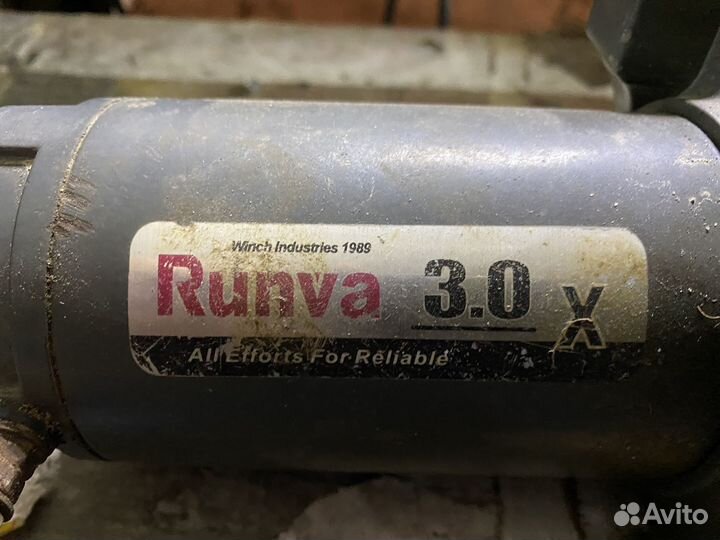 Winch Industries 1989
Runva 3.0 X
All Efforts For Reliable
Avito